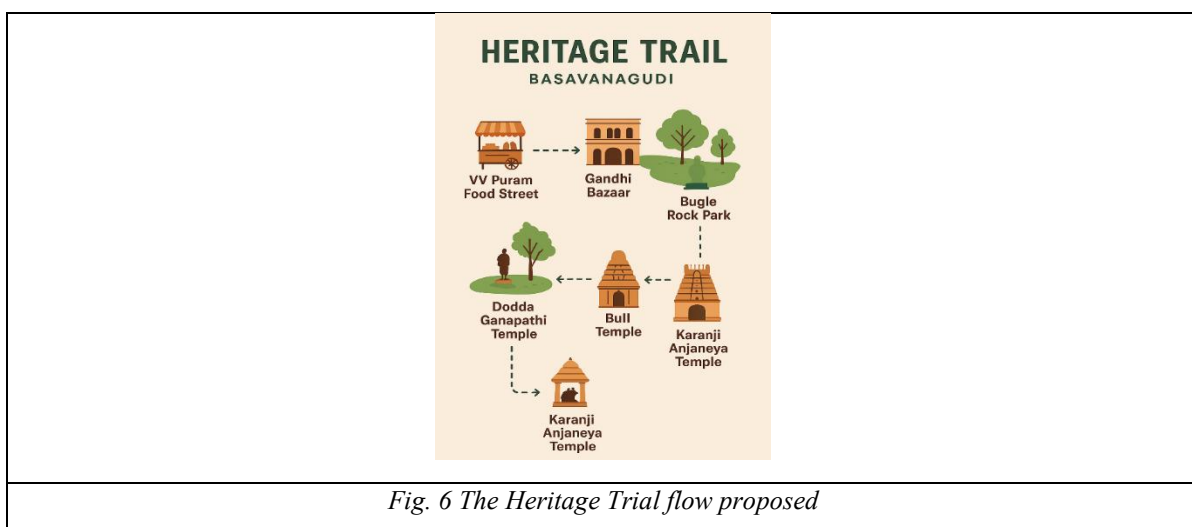 HERITAGE TRAIL
BASAVANAGUDI
VV Puram
Food Street
Gandhi
Bazaar
Bugle
Rock Park
Dodda
Ganapathi
Temple
Bull
Temple
Karanji
Anjaneya
Temple
Karanji
Anjaneya
Temple
Fig. 6 The Heritage Trial flow proposed